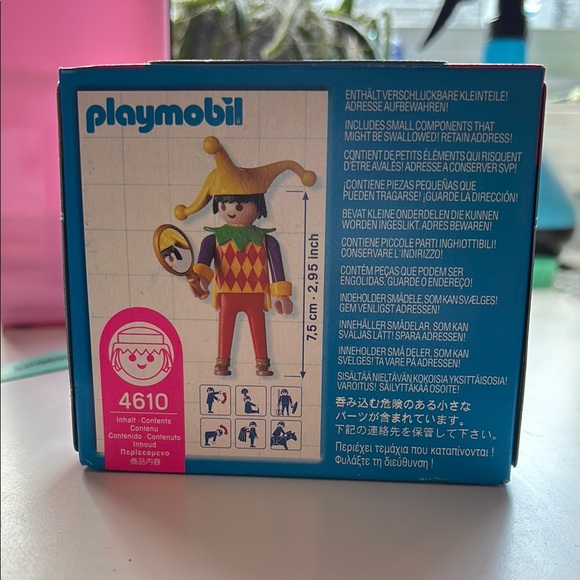 playmobil
7,5 cm · 2,95 Inch
4610
Inhalt · Contents
Contenu
Contenido · Contenuto
Inhoud
Περιεχομενο
商品内容
ENTHÄLT VERSCHLUCKBARE KLEINTEILE!
ADRESSE AUFBEWAHREN!
INCLUDES SMALL COMPONENTS THAT
MIGHT BE SWALLOWED! RETAIN ADDRESS!
CONTIENT DE PETITS ÉLÉMENTS QUI RISQUENT
D'ÊTRE AVALÉS! ADRESSE A CONSERVER SVP!
¡CONTIENE PIEZAS PEQUEÑAS QUE
PUEDEN TRAGARSE! ¡GUARDE LA DIRECCIÓN!
BEVAT KLEINE ONDERDELEN DIE KUNNEN
WORDEN INGESLIKT. ADRES BEWAREN!
CONTIENE PICCOLE PARTI INGHIOTTIBILI!
CONSERVARE L'INDIRIZZO!
CONTÉM PEÇAS QUE PODEM SER
ENGOLIDAS. GUARDE O ENDEREÇO!
INDEHOLDER SMÅDELE, SOM KAN SVÆLGES!
GEM VENLIGST ADRESSEN!
INNEHÅLLER SMÅDELAR, SOM KAN
SVÄLJAS LÄTT! SPARA ADRESSEN!
INNEHOLDER SMÅ DELER, SOM KAN
SVELGES! TA VARE PÅ ADRESSEN!
SISÄLTÄÄ NIELTÄVÄN KOKOISIA YKSITTÄISOSIA!
VAROITUS! SÄILYTTÄKÄÄ OSOITE!
呑み込む危険のある小さな
パーツが含まれています。
下記の連絡先を保管して下さい。
Περιέχει τεμάχια που καταπίνονται !
Φυλάξτε τη διεύθυνση !